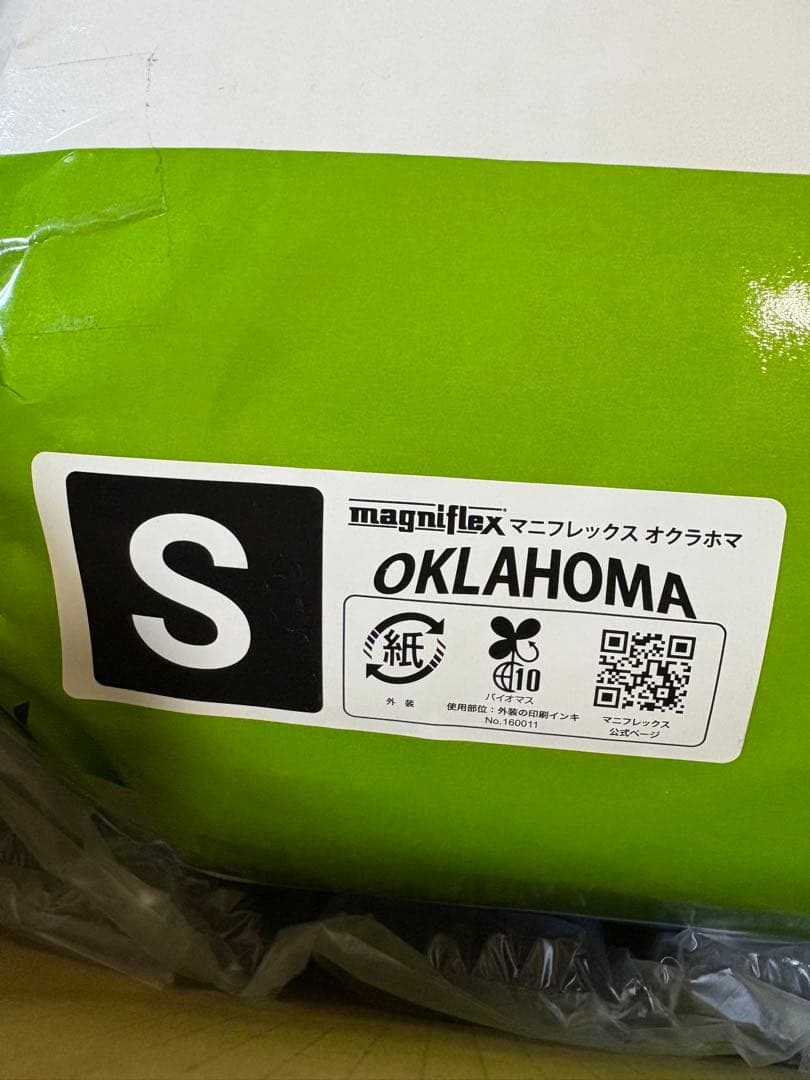 S
magniflex マニフレックス オクラホマ
OKLAHOMA
紙
外 装
10
バイオマス
使用部位：外装の印刷インキ
No.160011
マニフレックス
公式ページ